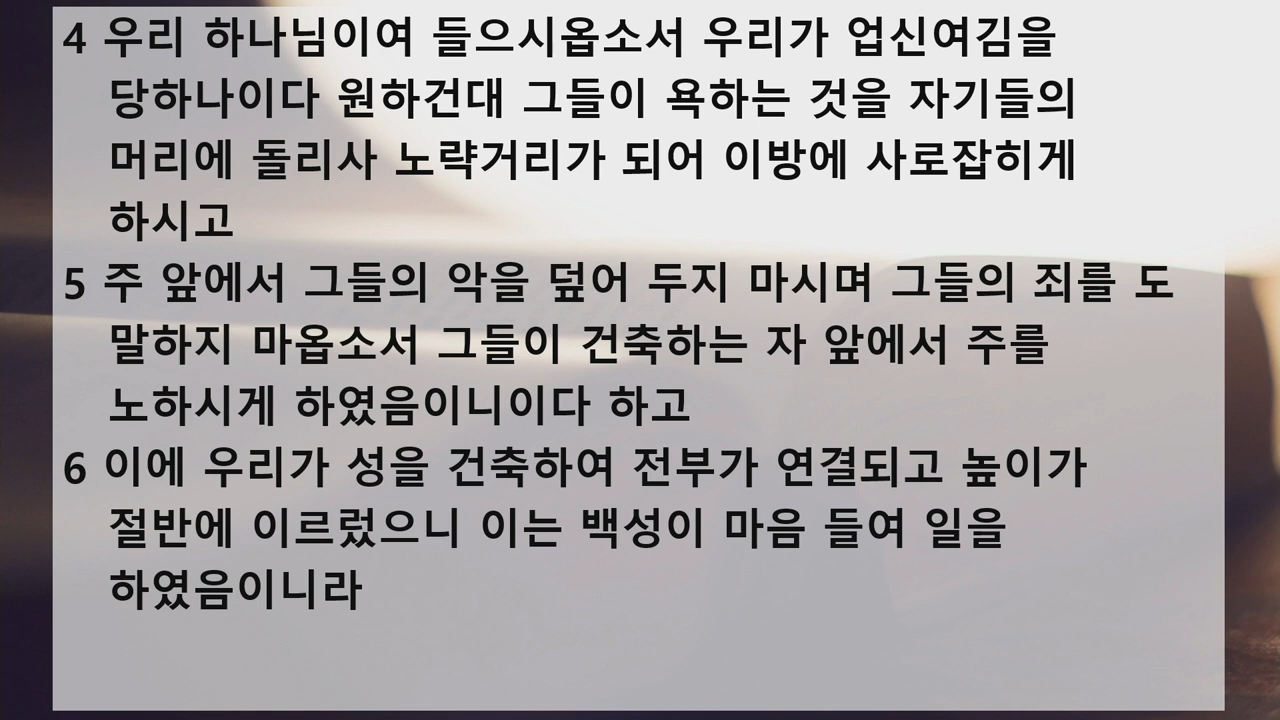 4 우리 하나님이여 들으시옵소서 우리가 업신여김을
당하나이다 원하건대 그들이 욕하는 것을 자기들의
머리에 돌리사 노략거리가 되어 이방에 사로잡히게
하시고
5 주 앞에서 그들의 악을 덮어 두지 마시며 그들의 죄를 도
말하지 마옵소서 그들이 건축하는 자 앞에서 주를
노하시게 하였음이니이다 하고
6 이에 우리가 성을 건축하여 전부가 연결되고 높이가
절반에 이르렀으니 이는 백성이 마음 들여 일을
하였음이니라